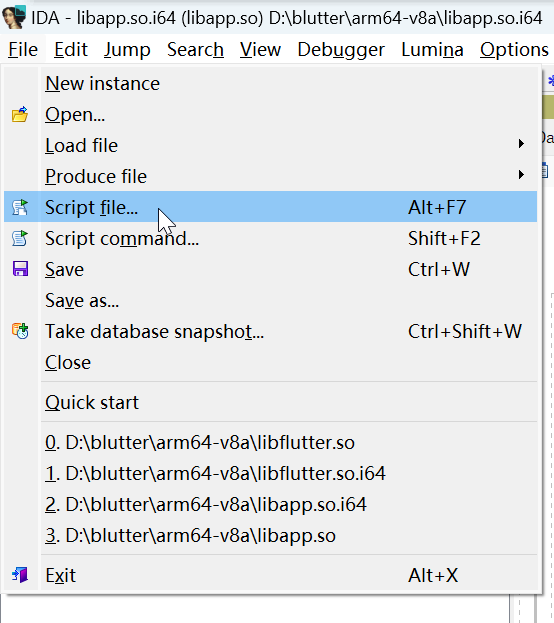 IDA - libapp.so.i64 (libapp.so) D:\blutter\arm64-v8a\libapp.so.i64
File Edit Jump Search View Debugger Lumina Options
New instance
Open...
Load file
Produce file
Script file... Alt+F7
Script command... Shift+F2
Save Ctrl+W
Save as...
Take database snapshot... Ctrl+Shift+W
Close
Quick start
0. D:\blutter\arm64-v8a\libflutter.so
1. D:\blutter\arm64-v8a\libflutter.so.i64
2. D:\blutter\arm64-v8a\libapp.so.i64
3. D:\blutter\arm64-v8a\libapp.so
Exit Alt+X